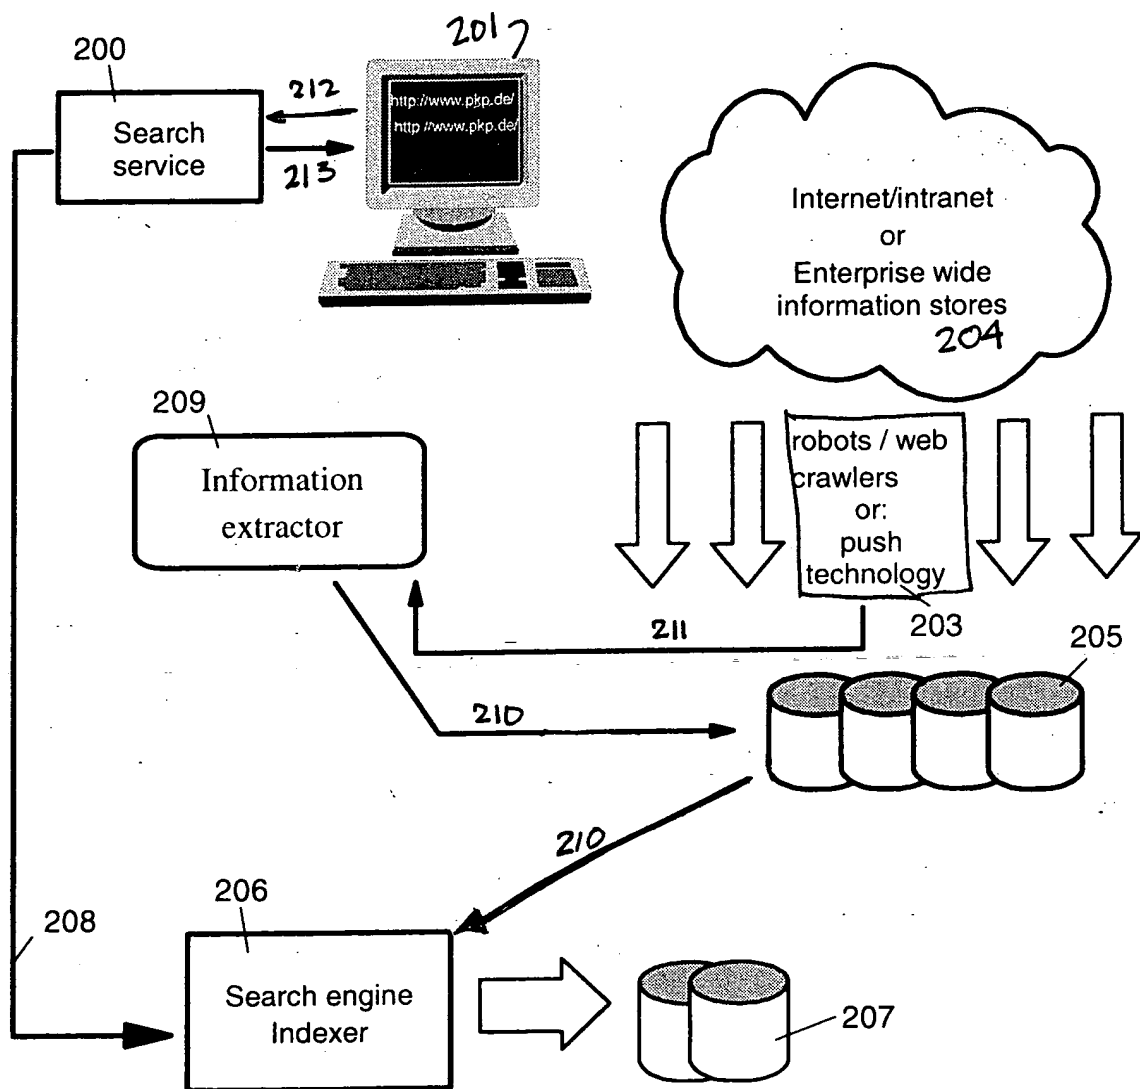 200
201
212
213
Search
service
http://www.pkp.de/
http //www.pkp.de/
Internet/intranet
or
Enterprise wide
information stores
204
209
Information
extractor
robots / web
crawlers
or:
push
technology
203
211
205
210
210
206
208
Search engine
Indexer
207